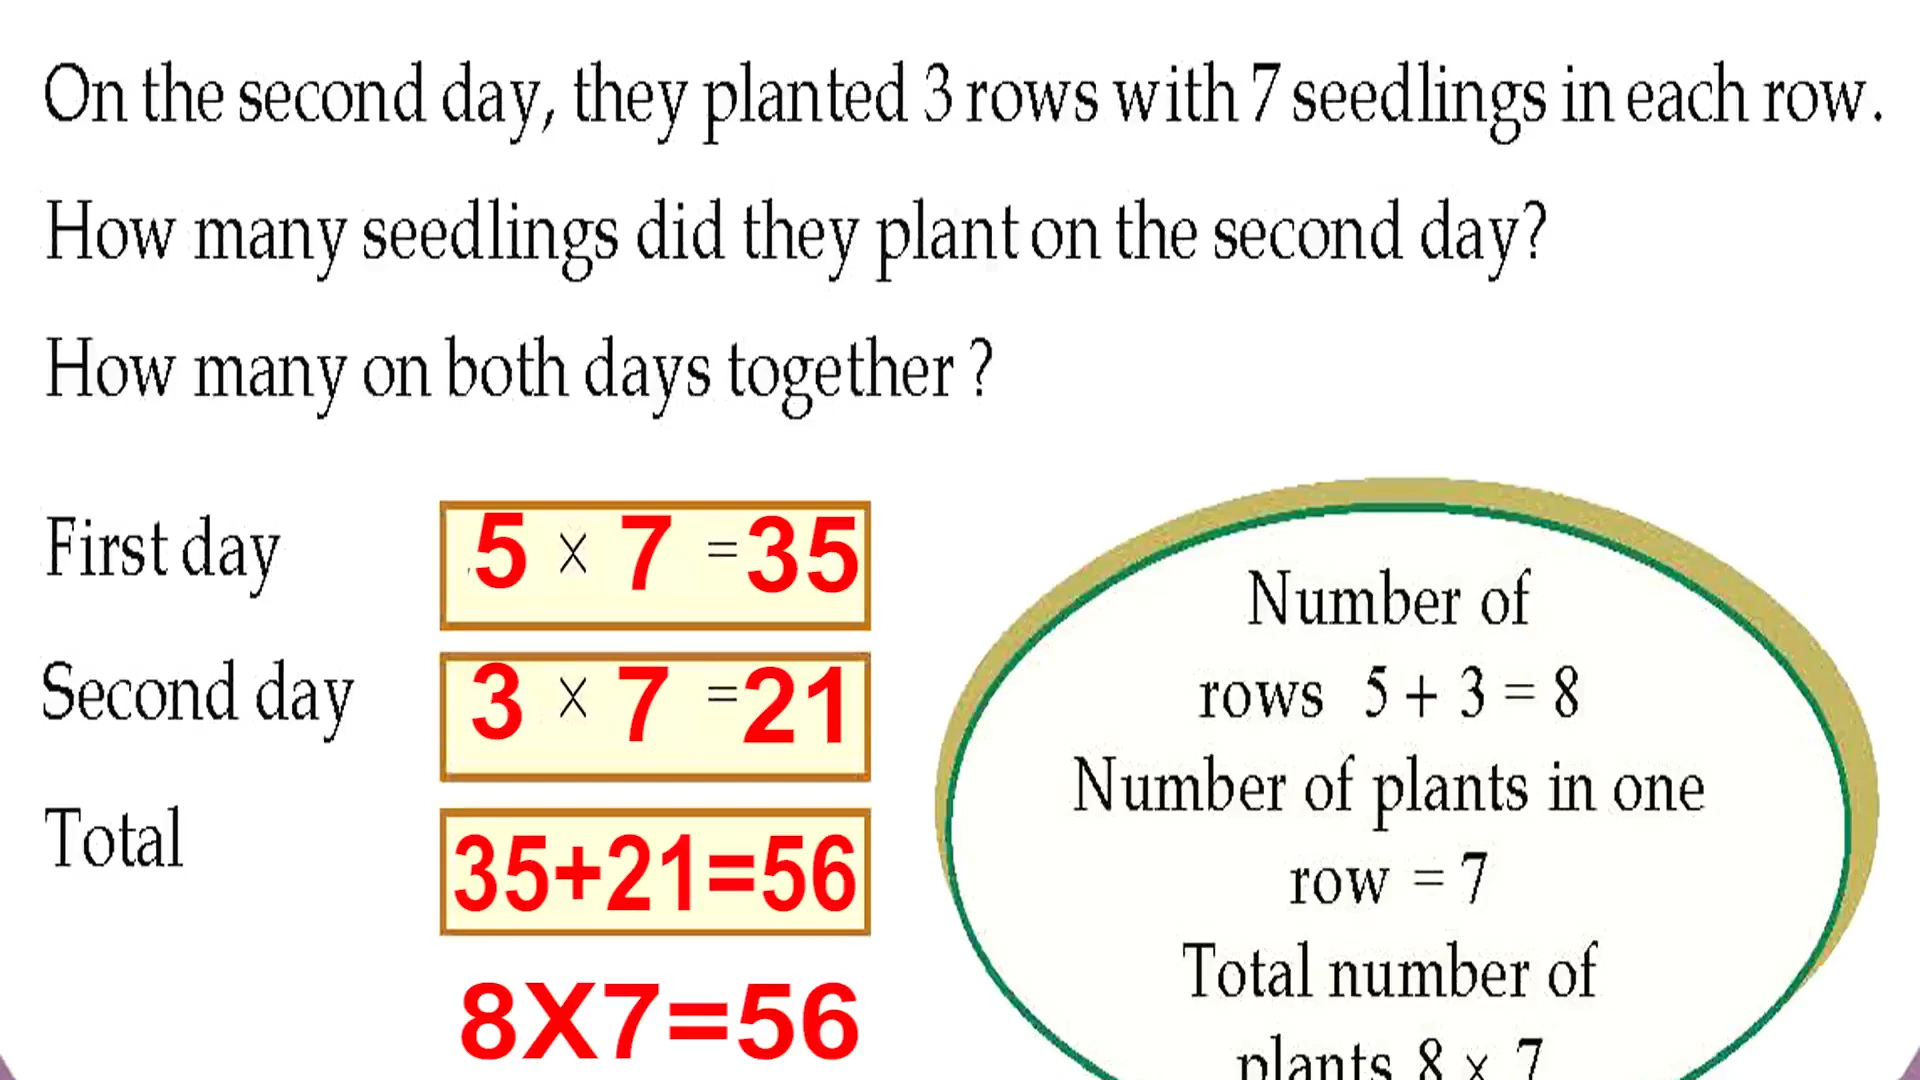 On the second day, they planted 3 rows with 7 seedlings in each row.
How many seedlings did they plant on the second day?
How many on both days together ?
First day 5 × 7 = 35
Second day 3 × 7 = 21
Total 35+21=56
8X7=56
Number of
rows 5 + 3 = 8
Number of plants in one
row = 7
Total number of
plants 8 × 7